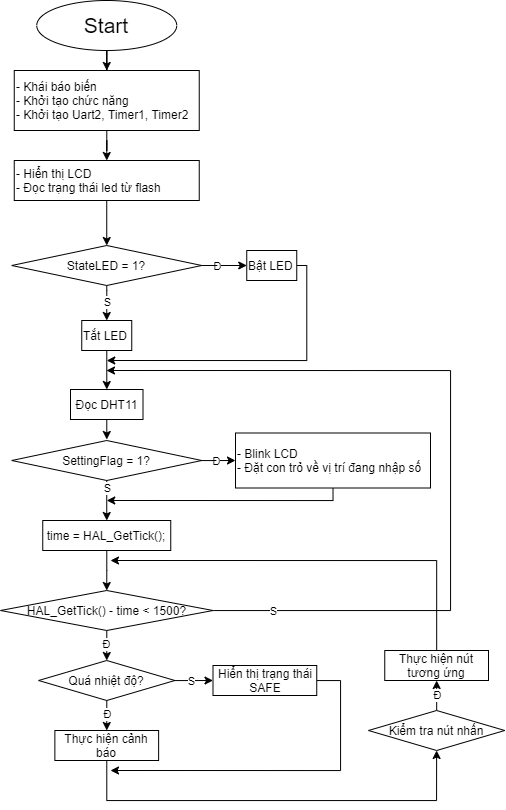 Start
- Khái báo biến
- Khởi tạo chức năng
- Khởi tạo Uart2, Timer1, Timer2
- Hiển thị LCD
- Đọc trạng thái led từ flash
StateLED = 1?
Đ
Bật LED
S
Tắt LED
Đọc DHT11
SettingFlag = 1?
Đ
- Blink LCD
- Đặt con trỏ về vị trí đang nhập số
S
time = HAL_GetTick();
HAL_GetTick() - time < 1500?
S
Đ
Quá nhiệt độ?
S
Hiển thị trạng thái
SAFE
Đ
Thực hiện cảnh
báo
Thực hiện nút
tương ứng
Đ
Kiểm tra nút nhấn